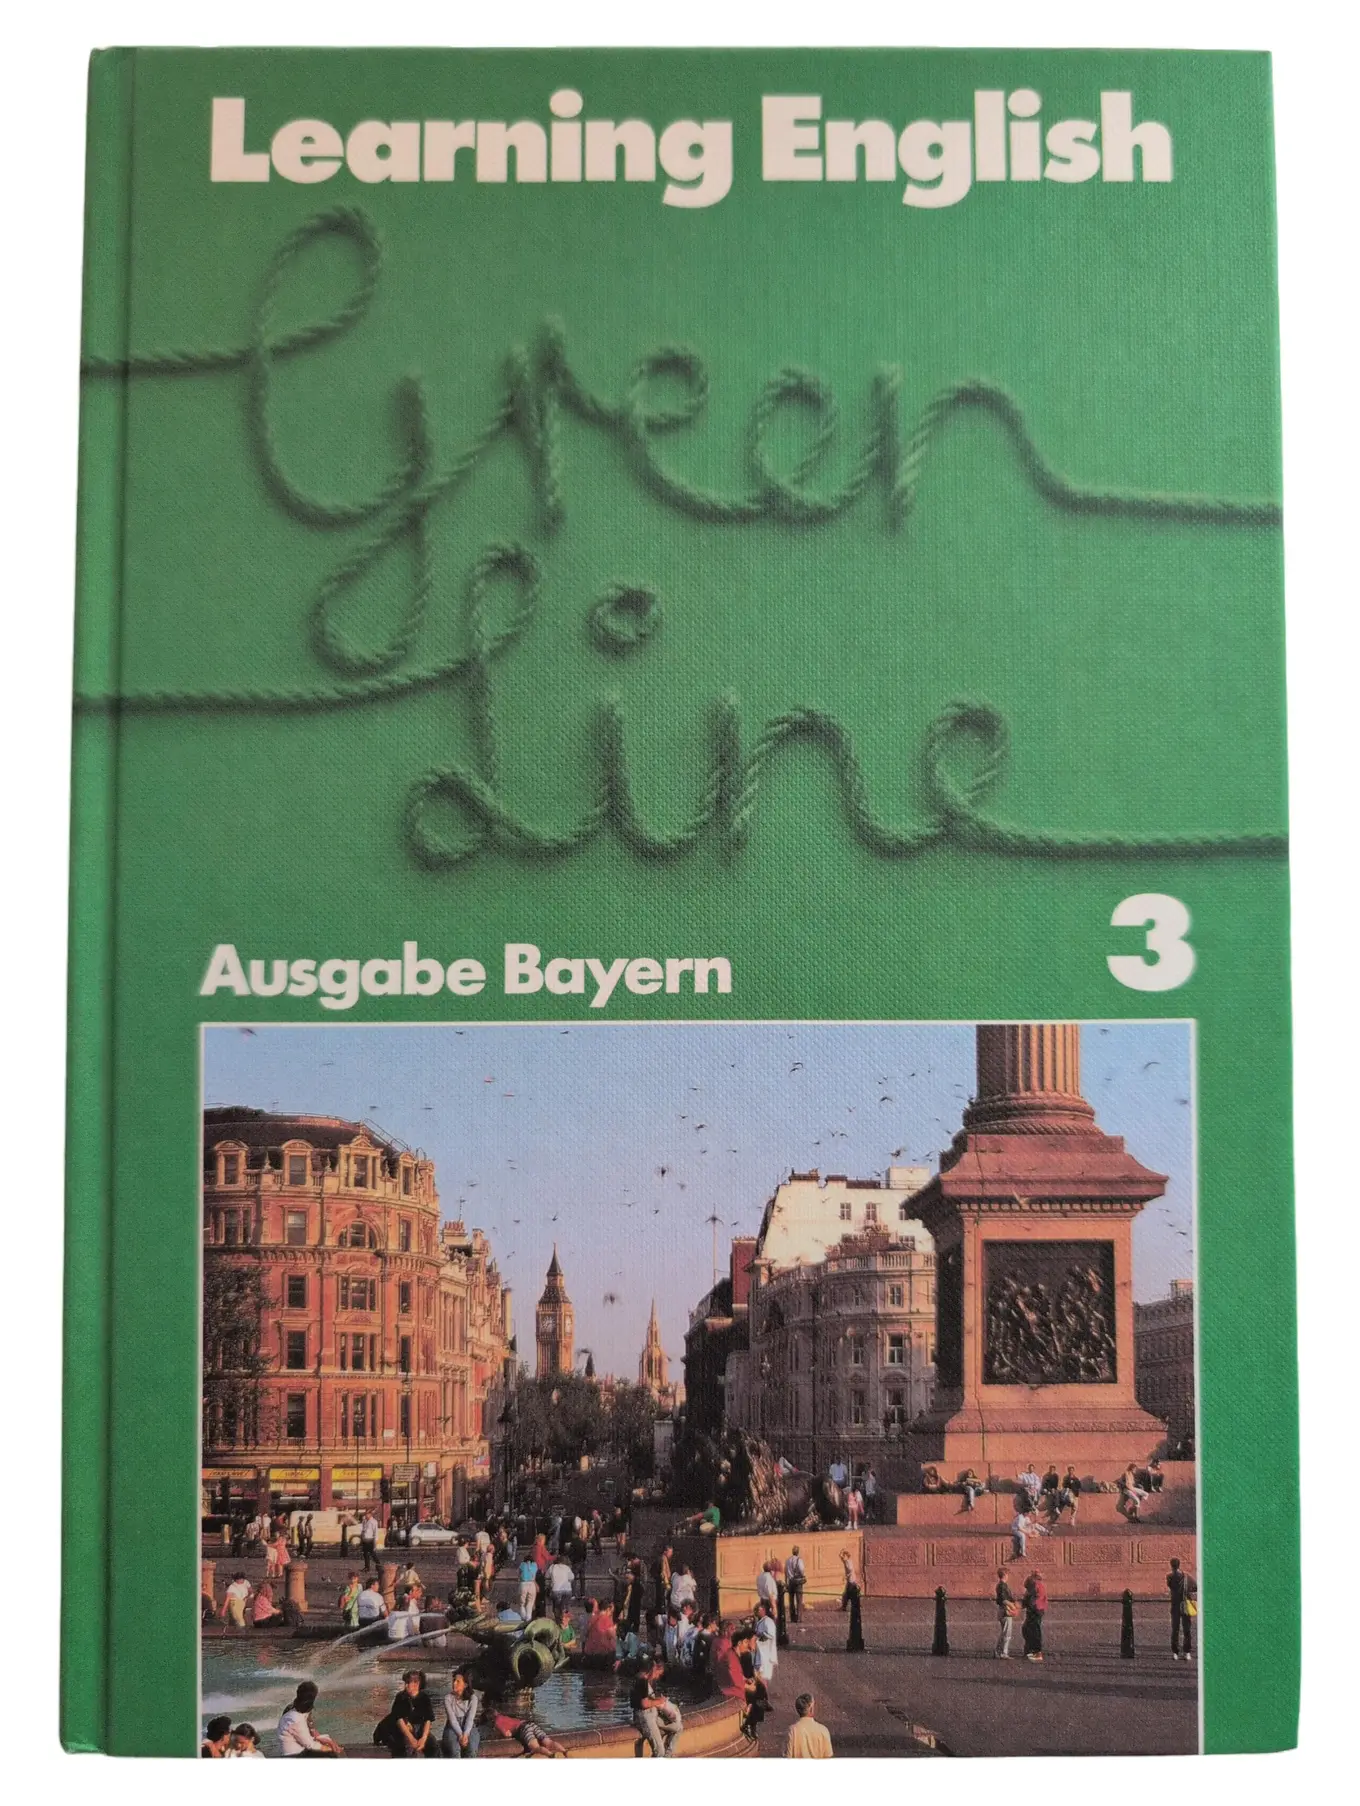 Learning English
Green
Line
3
Ausgabe Bayern